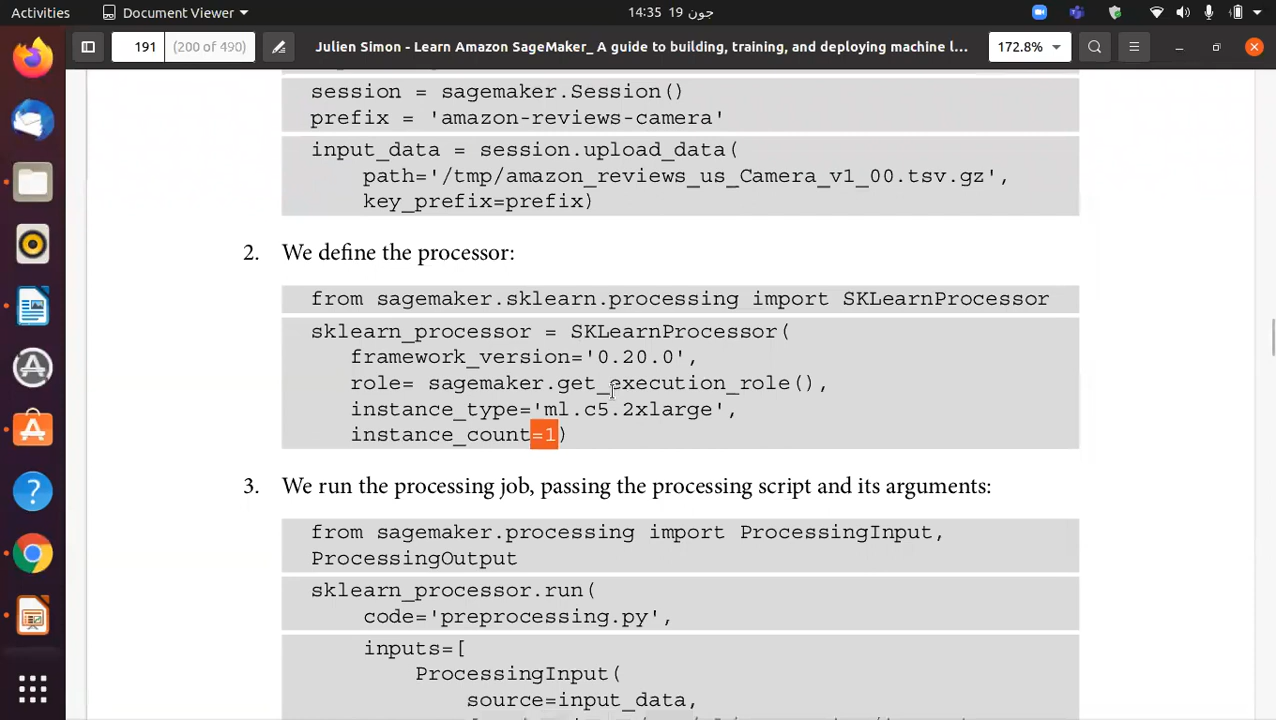 Activities
Document Viewer
14:35 19 جون
191
(200 of 490)
Julien Simon - Learn Amazon SageMaker_ A guide to building, training, and deploying machine l...
172.8%
session = sagemaker.Session()
prefix = 'amazon-reviews-camera'
input_data = session.upload_data(
path='/tmp/amazon_reviews_us_Camera_v1_00.tsv.gz',
key_prefix=prefix)
2. We define the processor:
from sagemaker.sklearn.processing import SKLearnProcessor
sklearn_processor = SKLearnProcessor(
framework_version='0.20.0',
role= sagemaker.get_execution_role(),
instance_type='ml.c5.2xlarge',
instance_count=1)
3. We run the processing job, passing the processing script and its arguments:
from sagemaker.processing import ProcessingInput,
ProcessingOutput
sklearn_processor.run(
code='preprocessing.py',
inputs=[
ProcessingInput(
source=input_data,